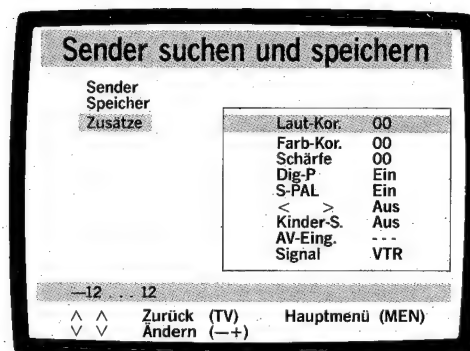 Sender suchen und speichern
Sender
Speicher
Zusätze
Laut-Kor. 00
Farb-Kor. 00
Schärfe 00
Dig-P Ein
S-PAL Ein
< > Aus
Kinder-S. Aus
AV-Eing. - - -
Signal VTR
—12 . . . 12
∧ ∧ Zurück (TV) Hauptmenü (MEN)
∨ ∨ Ändern (—+)